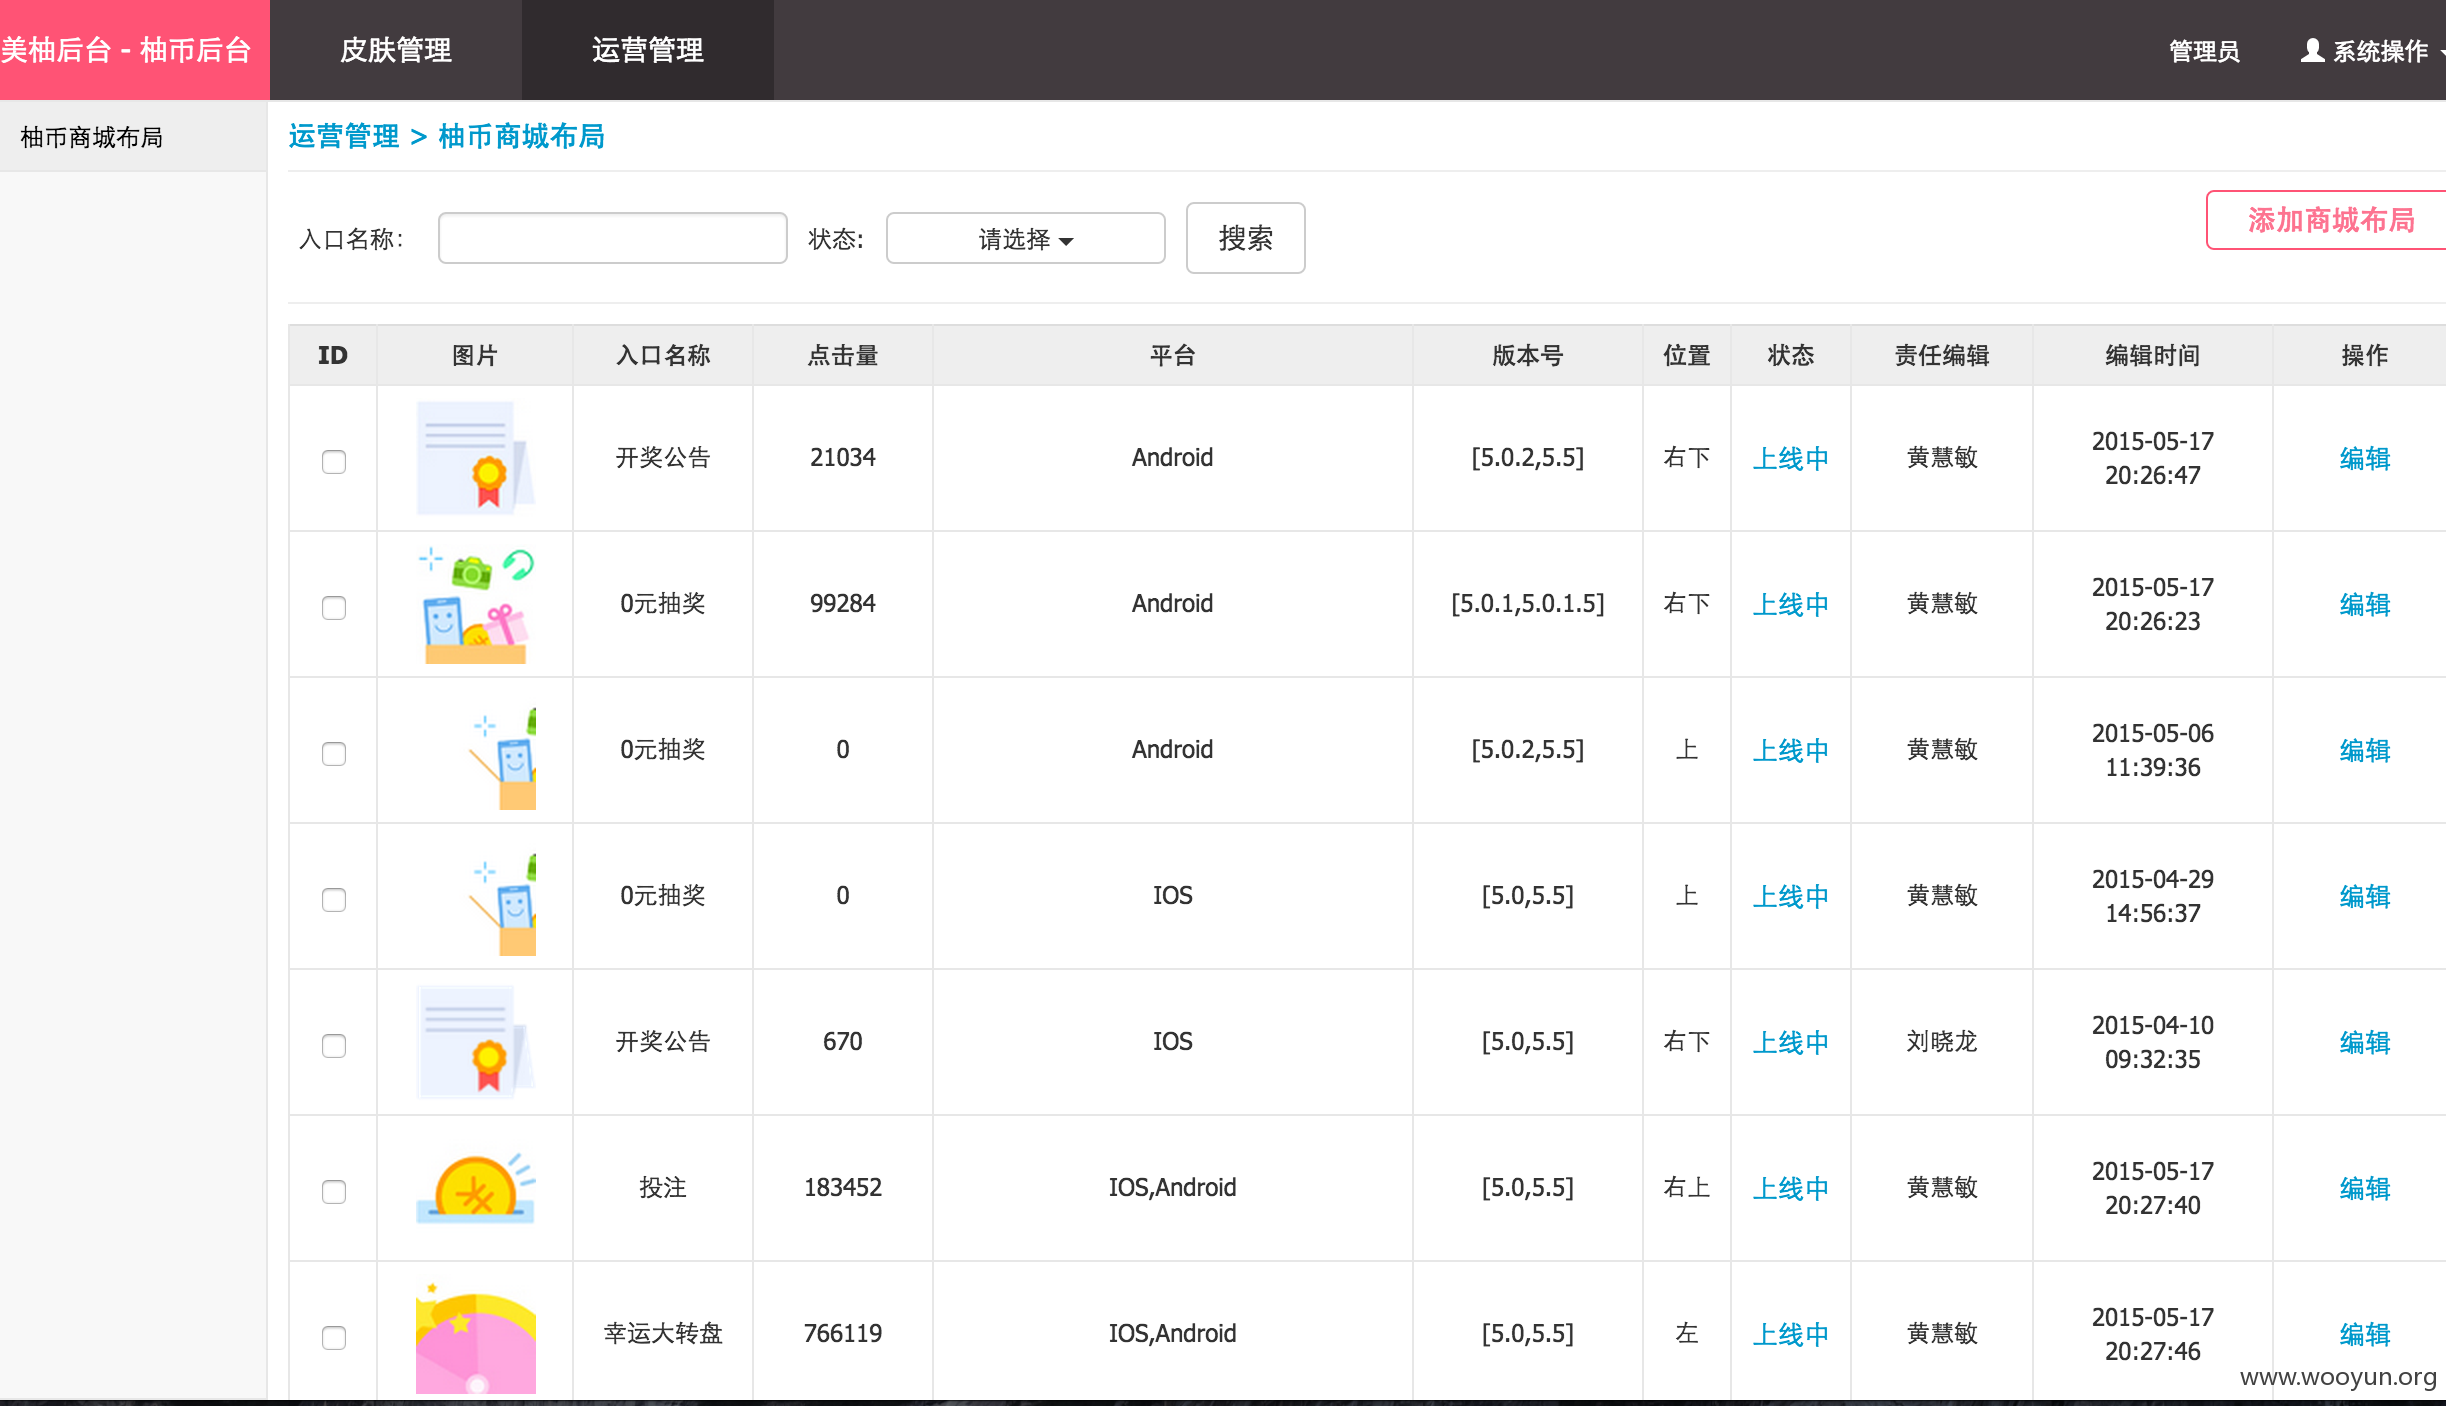 美柚后台 - 柚币后台 皮肤管理 运营管理 管理员 系统操作
柚币商城布局
运营管理 > 柚币商城布局
入口名称: 状态: 请选择 搜索 添加商城布局
ID 图片 入口名称 点击量 平台 版本号 位置 状态 责任编辑 编辑时间 操作
开奖公告 21034 Android [5.0.2,5.5] 右下 上线中 黄慧敏 2015-05-17 20:26:47 编辑
0元抽奖 99284 Android [5.0.1,5.0.1.5] 右下 上线中 黄慧敏 2015-05-17 20:26:23 编辑
0元抽奖 0 Android [5.0.2,5.5] 上 上线中 黄慧敏 2015-05-06 11:39:36 编辑
0元抽奖 0 IOS [5.0,5.5] 上 上线中 黄慧敏 2015-04-29 14:56:37 编辑
开奖公告 670 IOS [5.0,5.5] 右下 上线中 刘晓龙 2015-04-10 09:32:35 编辑
投注 183452 IOS,Android [5.0,5.5] 右上 上线中 黄慧敏 2015-05-17 20:27:40 编辑
幸运大转盘 766119 IOS,Android [5.0,5.5] 左 上线中 黄慧敏 2015-05-17 20:27:46 编辑
www.wooyun.org